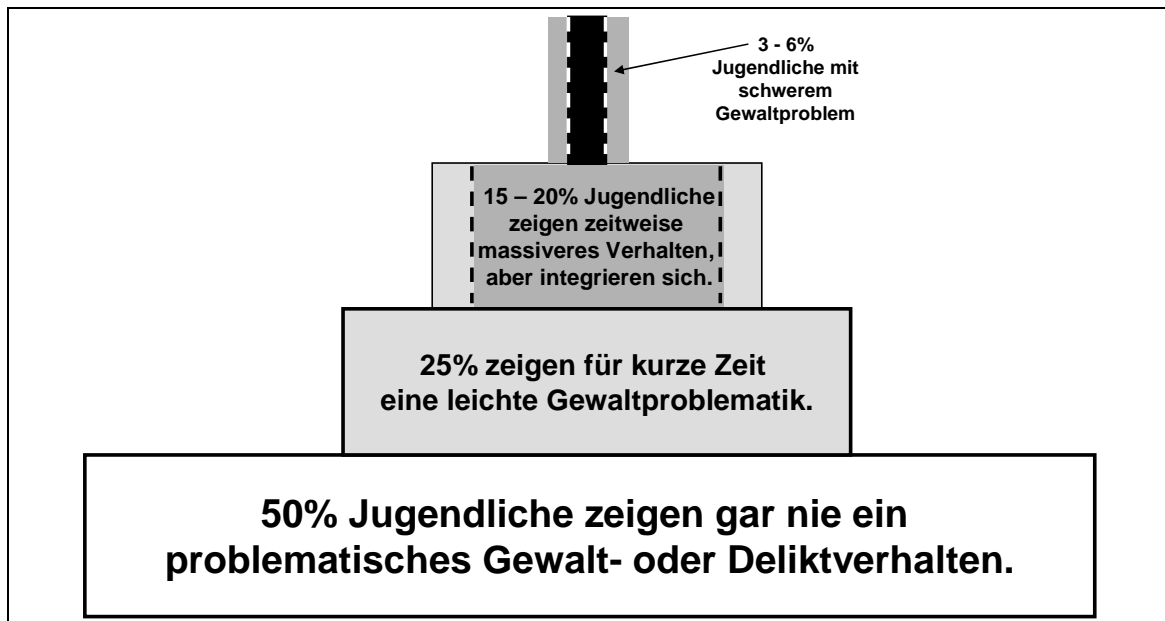 3 - 6%
Jugendliche mit
schwerem
Gewaltproblem
15 – 20% Jugendliche
zeigen zeitweise
massiveres Verhalten,
aber integrieren sich.
25% zeigen für kurze Zeit
eine leichte Gewaltproblematik.
50% Jugendliche zeigen gar nie ein
problematisches Gewalt- oder Deliktverhalten.